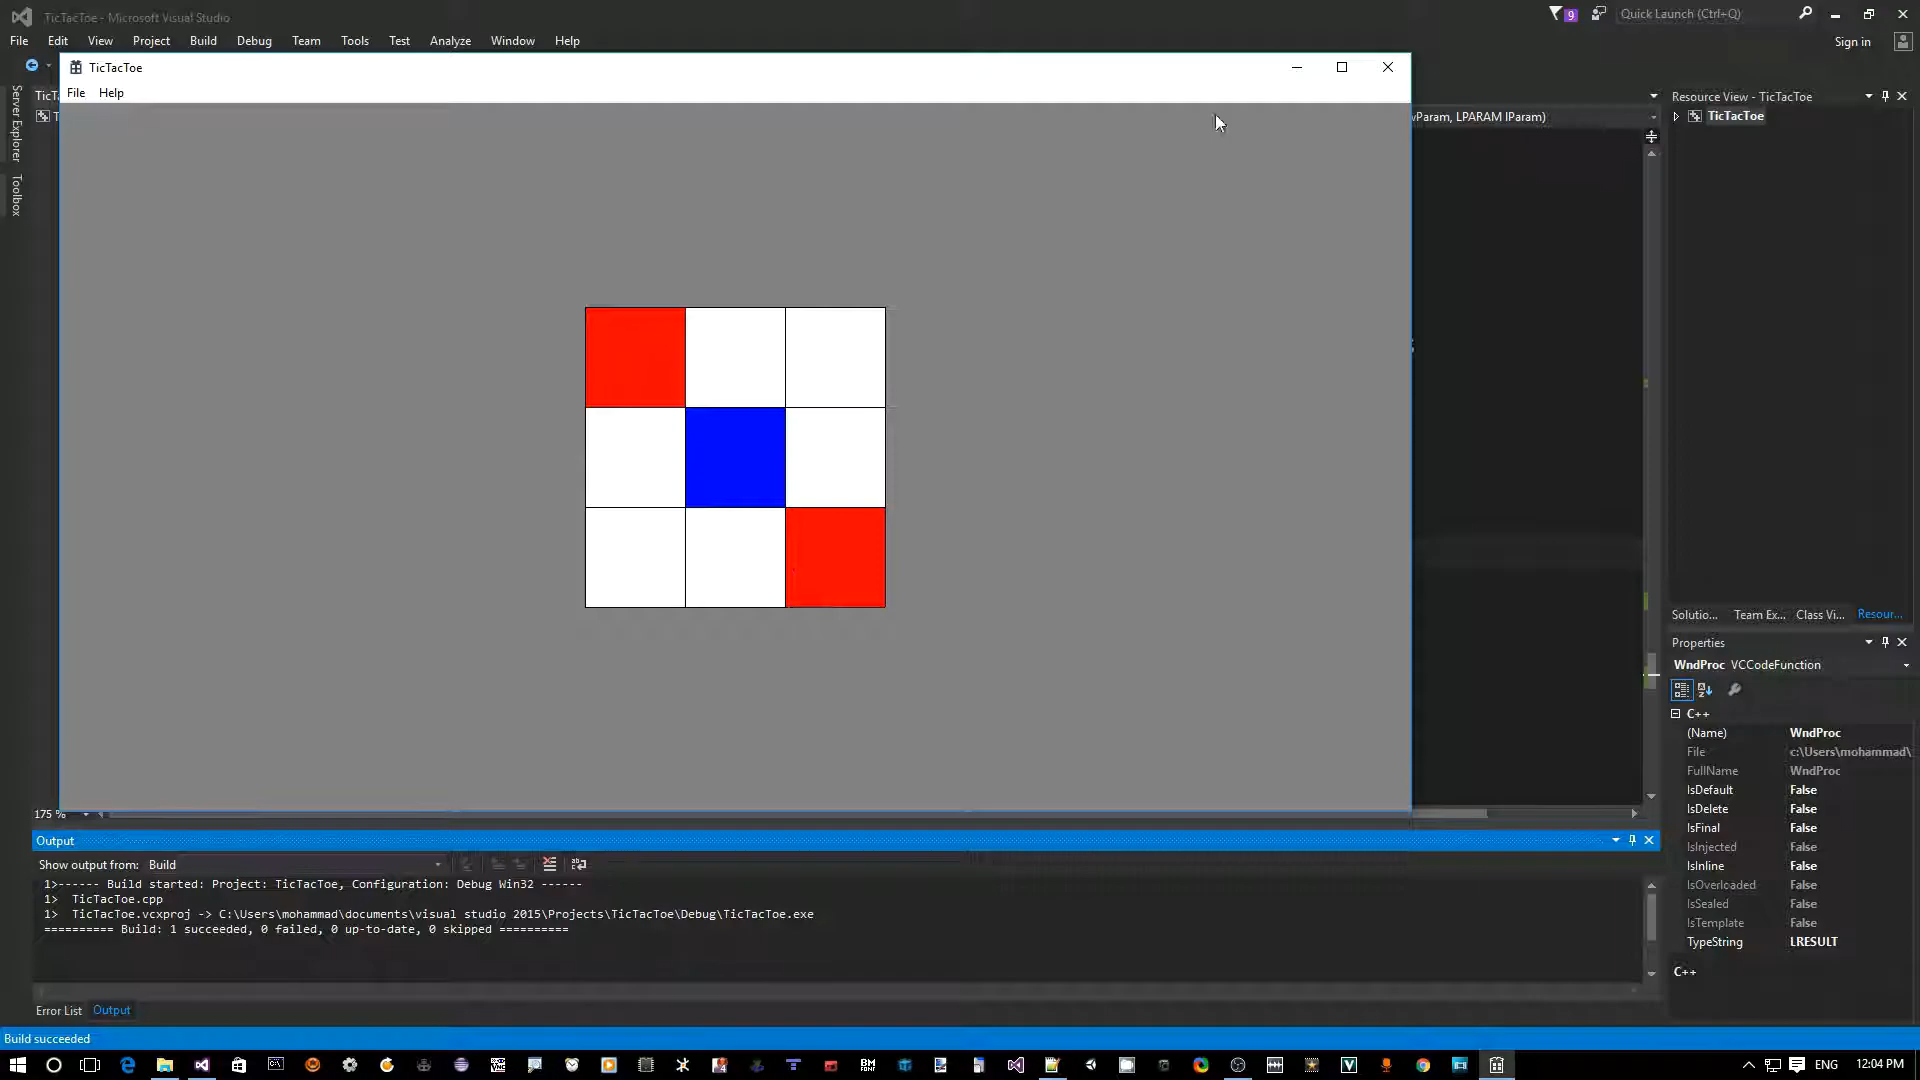 TicTacToe - Microsoft Visual Studio
9
Quick Launch (Ctrl+Q)
File Edit View Project Build Debug Team Tools Test Analyze Window Help
Sign in
TicTacToe
File Help
Server Explorer
Toolbox
TicT
T
wParam, LPARAM lParam)
Resource View - TicTacToe
TicTacToe
Solutio... Team Ex... Class Vi... Resour...
Properties
WndProc VCCodeFunction
C++
(Name) WndProc
File c:\Users\mohammad\
FullName WndProc
IsDefault False
IsDelete False
IsFinal False
IsInjected False
IsInline False
IsOverloaded False
IsSealed False
IsTemplate False
TypeString LRESULT
C++
175 %
Output
Show output from: Build
1>------ Build started: Project: TicTacToe, Configuration: Debug Win32 ------
1>  TicTacToe.cpp
1>  TicTacToe.vcxproj -> C:\Users\mohammad\documents\visual studio 2015\Projects\TicTacToe\Debug\TicTacToe.exe
========== Build: 1 succeeded, 0 failed, 0 up-to-date, 0 skipped ==========
Error List Output
Build succeeded
BM FONT
ENG 12:04 PM